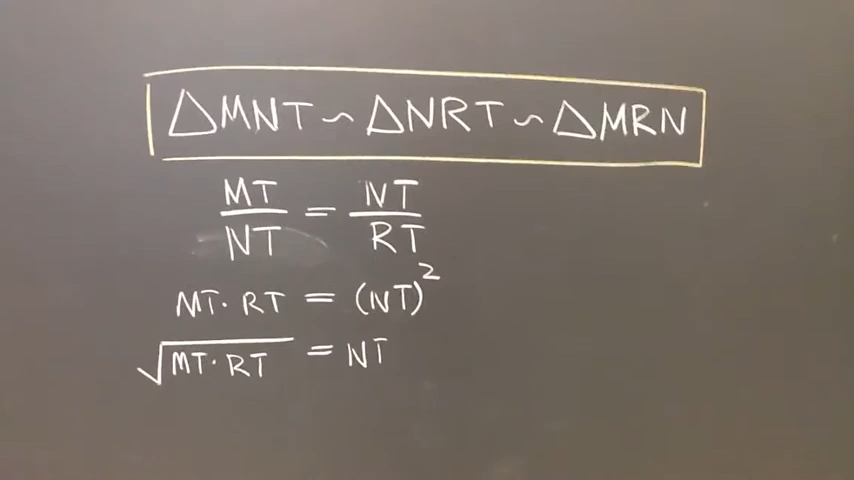 △MNT ~ △NRT ~ △MRN
MT/NT = NT/RT
MT·RT = (NT)²
√MT·RT = NT